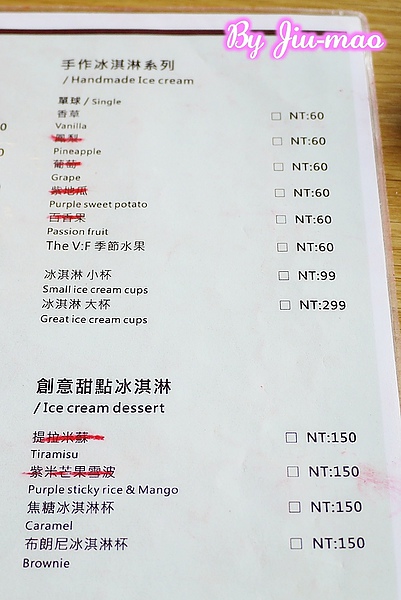 By Jiu-mao
手作冰淇淋系列
/ Handmade Ice cream
單球 / Single
香草 □ NT:60
Vanilla
鳳梨 □ NT:60
Pineapple
葡萄 □ NT:60
Grape
紫地瓜 □ NT:60
Purple sweet potato
百香果 □ NT:60
Passion fruit
The V:F 季節水果 □ NT:60
冰淇淋 小杯 □ NT:99
Small ice cream cups
冰淇淋 大杯 □ NT:299
Great ice cream cups
創意甜點冰淇淋
/ Ice cream dessert
提拉米蘇 □ NT:150
Tiramisu
紫米芒果雪波 □ NT:150
Purple sticky rice & Mango
焦糖冰淇淋杯 □ NT:150
Caramel
布朗尼冰淇淋杯 □ NT:150
Brownie